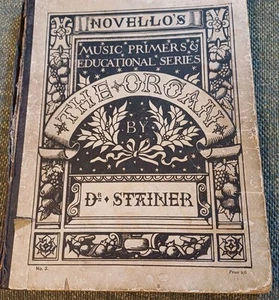 NOVELLO'S
MUSIC PRIMERS &
EDUCATIONAL SERIES
THE ORGAN
BY
DR STAINER
No. 3.